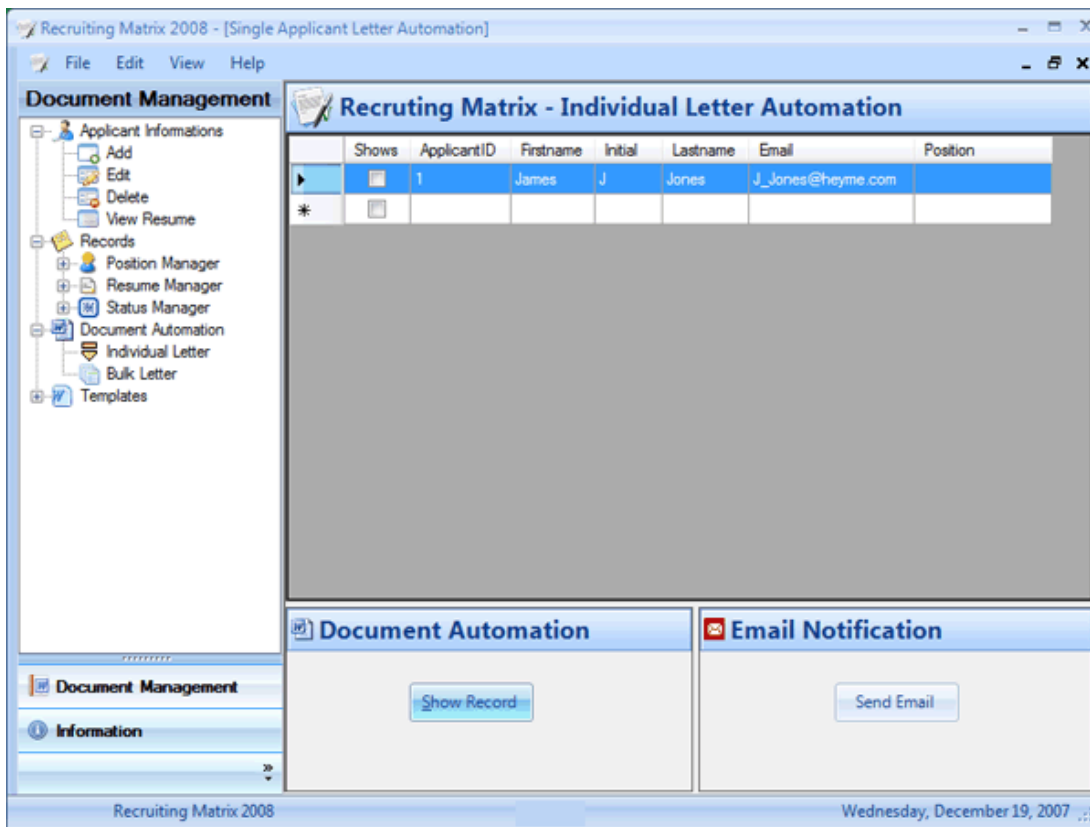 Recruiting Matrix 2008 - [Single Applicant Letter Automation]
File Edit View Help
Document Management
Applicant Informations
Add
Edit
Delete
View Resume
Records
Position Manager
Resume Manager
Status Manager
Document Automation
Individual Letter
Bulk Letter
Templates
Document Management
Information
Recruting Matrix - Individual Letter Automation
Shows ApplicantID Firstname Initial Lastname Email Position
1 James J Jones J_Jones@heyme.com
Document Automation
Show Record
Email Notification
Send Email
Recruiting Matrix 2008
Wednesday, December 19, 2007